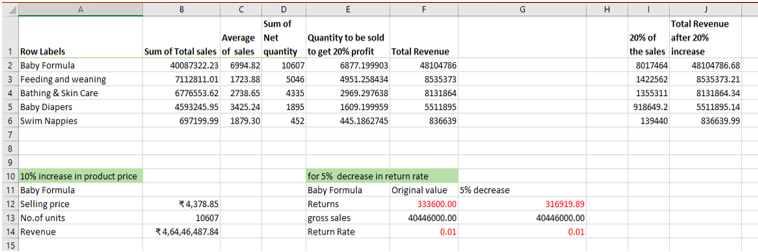 A B C D E F G H I J
1 Row Labels Sum of Total sales Average of sales Sum of Net quantity Quantity to be sold to get 20% profit Total Revenue 20% of the sales Total Revenue after 20% increase
2 Baby Formula 40087322.23 6994.82 10607 6877.199903 48104786 8017464 48104786.68
3 Feeding and weaning 7112811.01 1723.88 5046 4951.258434 8535373 1422562 8535373.21
4 Bathing & Skin Care 6776553.62 2738.65 4335 2969.297638 8131864 1355311 8131864.34
5 Baby Diapers 4593245.95 3425.24 1895 1609.199959 5511895 918649.2 5511895.14
6 Swim Nappies 697199.99 1879.30 452 445.1862745 836639 139440 836639.99
7
8
9
10 10% increase in product price for 5% decrease in return rate
11 Baby Formula Baby Formula Original value 5% decrease
12 Selling price ₹ 4,378.85 Returns 333600.00 316919.89
13 No.of units 10607 gross sales 40446000.00 40446000.00
14 Revenue ₹ 4,64,46,487.84 Return Rate 0.01 0.01
15